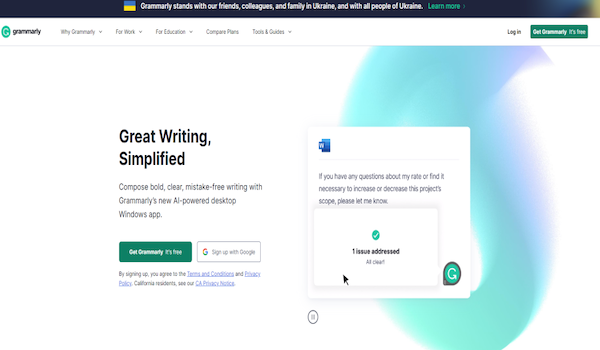 Grammarly stands with our friends, colleagues, and family in Ukraine, and with all people of Ukraine. Learn more ›
grammarly Why Grammarly For Work For Education Compare Plans Tools & Guides Log in Get Grammarly It's free
Great Writing,
Simplified
Compose bold, clear, mistake-free writing with
Grammarly's new AI-powered desktop
Windows app.
Get Grammarly It's free Sign up with Google
By signing up, you agree to the Terms and Conditions and Privacy
Policy. California residents, see our CA Privacy Notice.
W
If you have any questions about my rate or find it
necessary to increase or decrease this project's
scope, please let me know.
1 issue addressed
All clear!